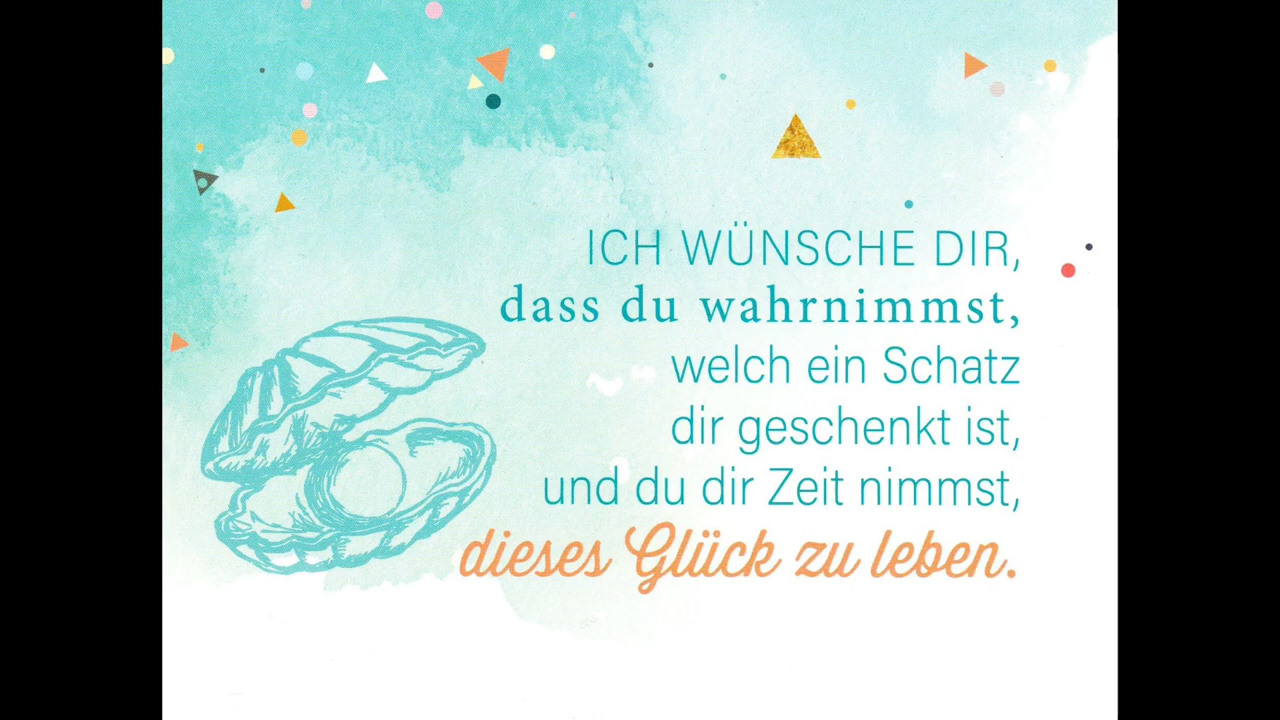 ICH WÜNSCHE DIR,
dass du wahrnimmst,
welch ein Schatz
dir geschenkt ist,
und du dir Zeit nimmst,
dieses Glück zu leben.